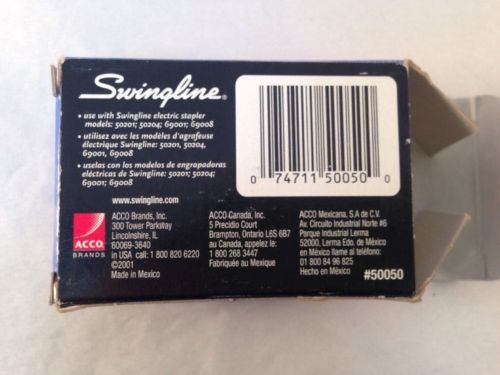 Swingline®
• use with Swingline electric stapler
models: 50201; 50204; 69001; 69008
• utilisez avec les modèles d'agrafeuse
électrique Swingline: 50201, 50204,
69001, 69008
• uselas con los modelos de engrapadoras
eléctricas de Swingline: 50201; 50204;
69001; 69008
0 74711 50050 0
www.swingline.com
ACCO
BRANDS
ACCO Brands, Inc.
300 Tower Parkway
Lincolnshire, IL
60069-3640
in USA call: 1 800 820 6220
©2001
Made in Mexico
ACCO-Canada, Inc.
5 Precidio Court
Brampton, Ontario L6S 6B7
au Canada, appelez le:
1 800 268 3447
Fabriquée au Mexique
ACCO Mexicana, S.A de C.V.
Av. Circuito Industrial Norte #6
Parque Industrial Lerma
52000, Lerma Edo. de México
en México llame al teléfono:
01 800 84 96 825
Hecho en México
#50050